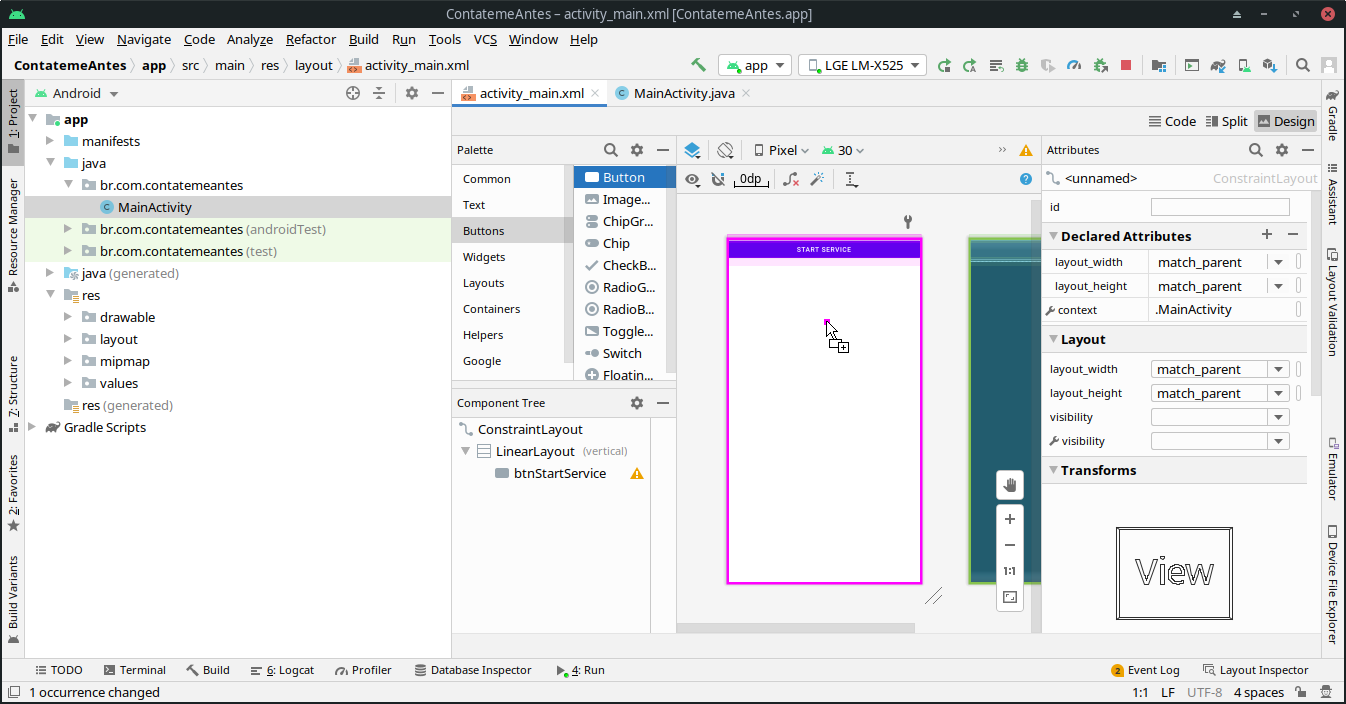 ContatemeAntes – activity_main.xml [ContatemeAntes.app]
File Edit View Navigate Code Analyze Refactor Build Run Tools VCS Window Help
ContatemeAntes app src main res layout activity_main.xml
app
LGE LM-X525
1: Project
Resource Manager
7: Structure
2: Favorites
Build Variants
Android
app
manifests
java
br.com.contatemeantes
MainActivity
br.com.contatemeantes (androidTest)
br.com.contatemeantes (test)
java (generated)
res
drawable
layout
mipmap
values
res (generated)
Gradle Scripts
activity_main.xml
MainActivity.java
Code Split Design
Palette
Common
Text
Buttons
Widgets
Layouts
Containers
Helpers
Google
Button
Image...
ChipGr...
Chip
CheckB...
RadioG...
RadioB...
Toggle...
Switch
Floatin...
Component Tree
ConstraintLayout
LinearLayout (vertical)
btnStartService
Pixel
30
0dp
START SERVICE
1:1
Attributes
<unnamed>
ConstraintLayout
id
Declared Attributes
layout_width match_parent
layout_height match_parent
context .MainActivity
Layout
layout_width match_parent
layout_height match_parent
visibility
visibility
Transforms
View
Gradle
Assistant
Layout Validation
Emulator
Device File Explorer
TODO Terminal Build 6: Logcat Profiler Database Inspector 4: Run
2 Event Log Layout Inspector
1 occurrence changed
1:1 LF UTF-8 4 spaces